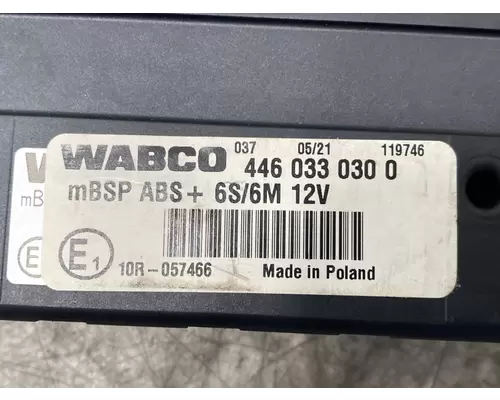 WABCO 037 05/21 119746
446 033 030 0
mBSP ABS+ 6S/6M 12V
E1 10R-057466 Made in Poland
W
mB
E